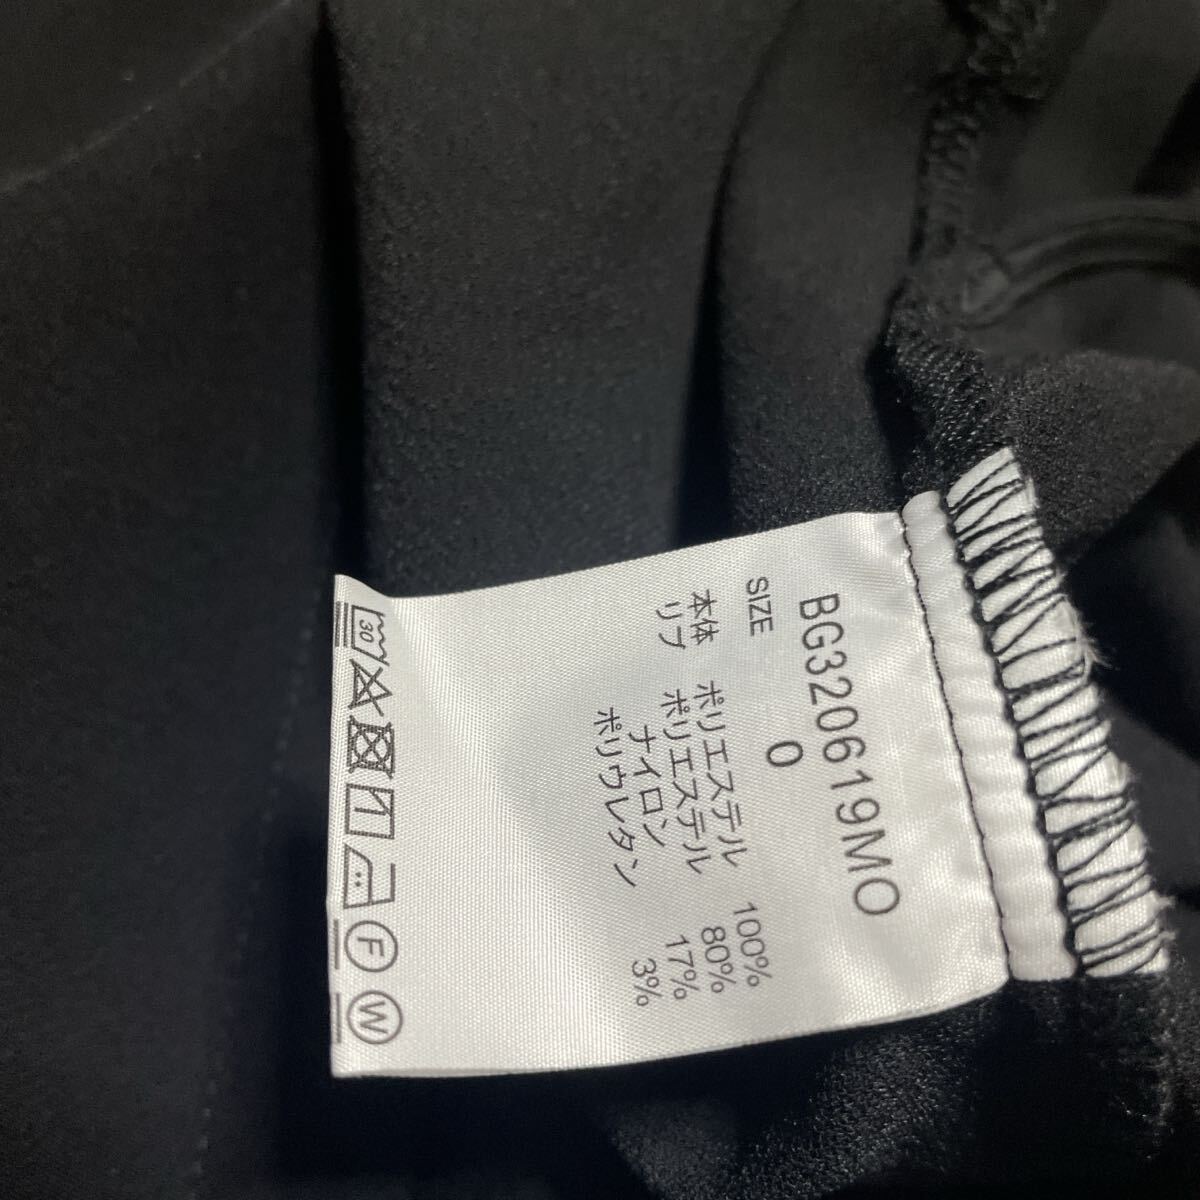 BG320619MO
SIZE 0
本体 ポリエステル 100%
リブ ポリエステル 80%
ナイロン 17%
ポリウレタン 3%
30
F
W